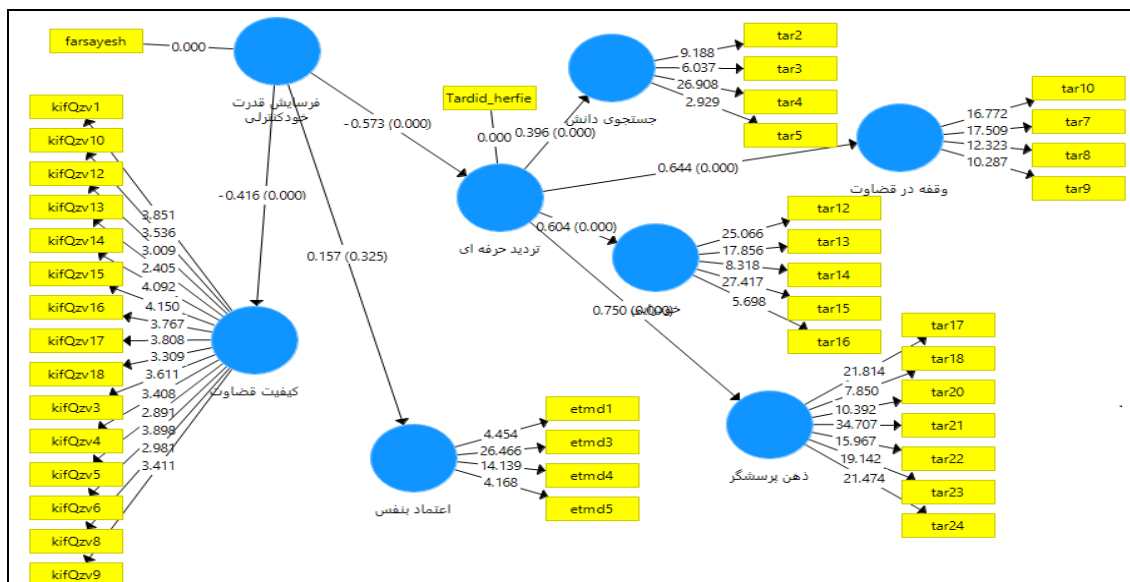 farsayesh
0.000
فرسایش قدرت
خودکنترلی
-0.573 (0.000)
-0.416 (0.000)
0.157 (0.325)
Tardid_herfie
0.000
تردید حرفه ای
0.396 (0.000)
0.644 (0.000)
0.604 (0.000)
0.750 (0.000)
جستجوی دانش
9.188
6.037
26.908
2.929
tar2
tar3
tar4
tar5
وقفه در قضاوت
16.772
17.509
12.323
10.287
tar10
tar7
tar8
tar9
25.066
17.856
8.318
27.417
5.698
tar12
tar13
tar14
tar15
tar16
ذهن پرسشگر
21.814
7.850
10.392
34.707
15.967
19.142
21.474
tar17
tar18
tar20
tar21
tar22
tar23
tar24
اعتماد بنفس
4.454
26.466
14.139
4.168
etmd1
etmd3
etmd4
etmd5
کیفیت قضاوت
3.851
3.536
3.009
2.405
4.092
4.150
3.767
3.808
3.309
3.611
3.408
2.891
3.898
2.981
3.411
kifQzv1
kifQzv10
kifQzv12
kifQzv13
kifQzv14
kifQzv15
kifQzv16
kifQzv17
kifQzv18
kifQzv3
kifQzv4
kifQzv5
kifQzv6
kifQzv8
kifQzv9